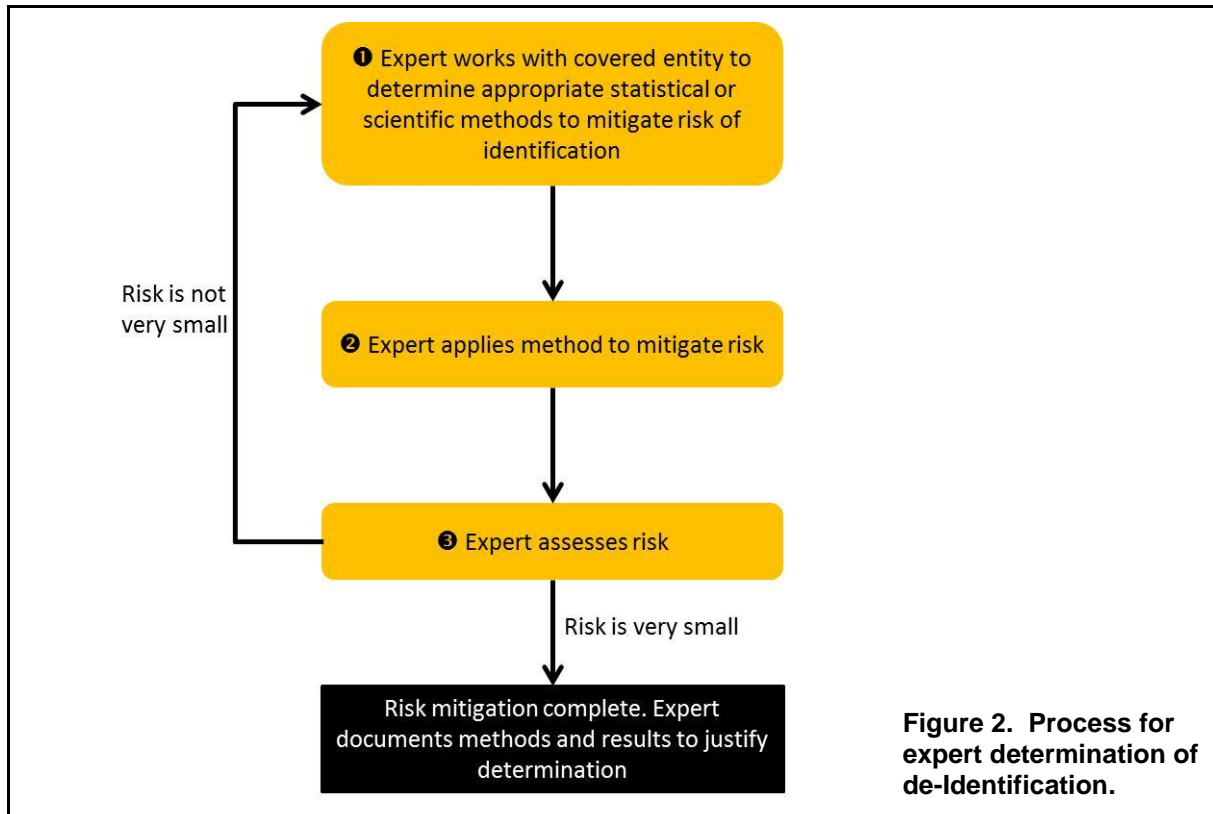 ❶ Expert works with covered entity to
determine appropriate statistical or
scientific methods to mitigate risk of
identification
Risk is not
very small
❷ Expert applies method to mitigate risk
❸ Expert assesses risk
Risk is very small
Risk mitigation complete. Expert
documents methods and results to justify
determination
Figure 2. Process for
expert determination of
de-Identification.